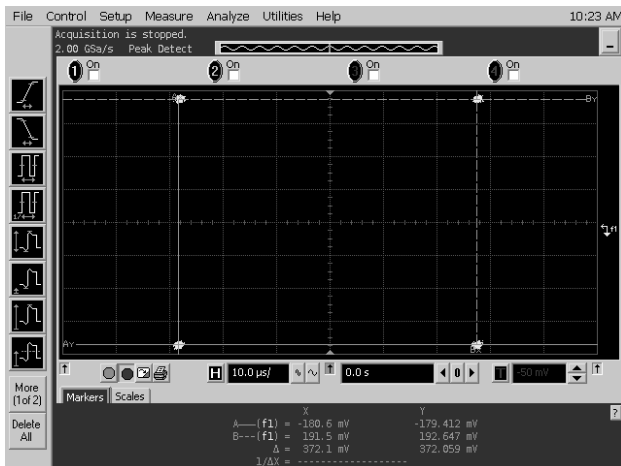 File Control Setup Measure Analyze Utilities Help 10:23 AM
Acquisition is stopped.
2.00 GSa/s Peak Detect
1 On 2 On 3 On 4 On
By
Ay
Bx
f1
H 10.0 µs/ 0.0 s 0 T -50 mV
More
(1of 2)
Delete
All
Markers Scales
?
X Y
A───(f1) = -180.6 mV -179.412 mV
B---(f1) = 191.5 mV 192.647 mV
Δ = 372.1 mV 372.059 mV
1/ΔX = --------------------